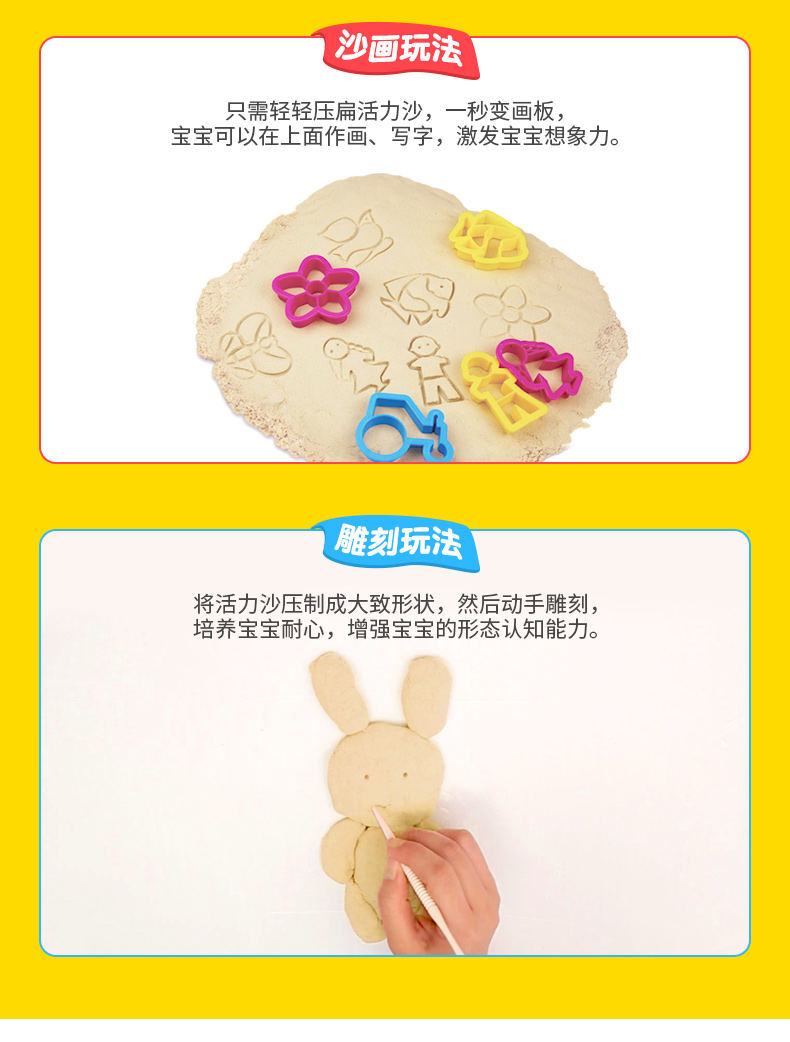 沙画玩法
只需轻轻压扁活力沙，一秒变画板，
宝宝可以在上面作画、写字，激发宝宝想象力。
雕刻玩法
将活力沙压制成大致形状，然后动手雕刻，
培养宝宝耐心，增强宝宝的形态认知能力。